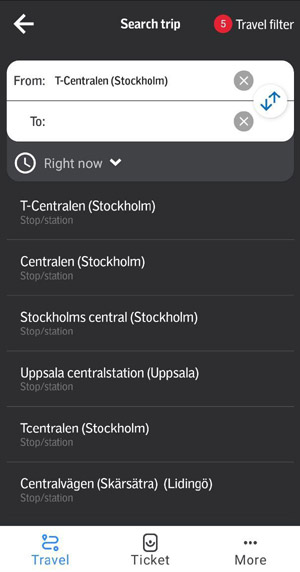 Search trip
5 Travel filter
From: T-Centralen (Stockholm)
To:
Right now
T-Centralen (Stockholm)
Stop/station
Centralen (Stockholm)
Stop/station
Stockholms central (Stockholm)
Stop/station
Uppsala centralstation (Uppsala)
Stop/station
Tcentralen (Stockholm)
Stop/station
Centralvägen (Skärsätra) (Lidingö)
Stop/station
Travel Ticket More